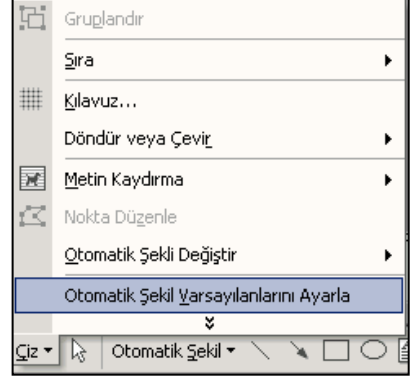 Gruplandır
Sıra
Kılavuz...
Döndür veya Çevir
Metin Kaydırma
Nokta Düzenle
Otomatik Şekli Değiştir
Otomatik Şekil Varsayılanlarını Ayarla
Çiz Otomatik Şekil